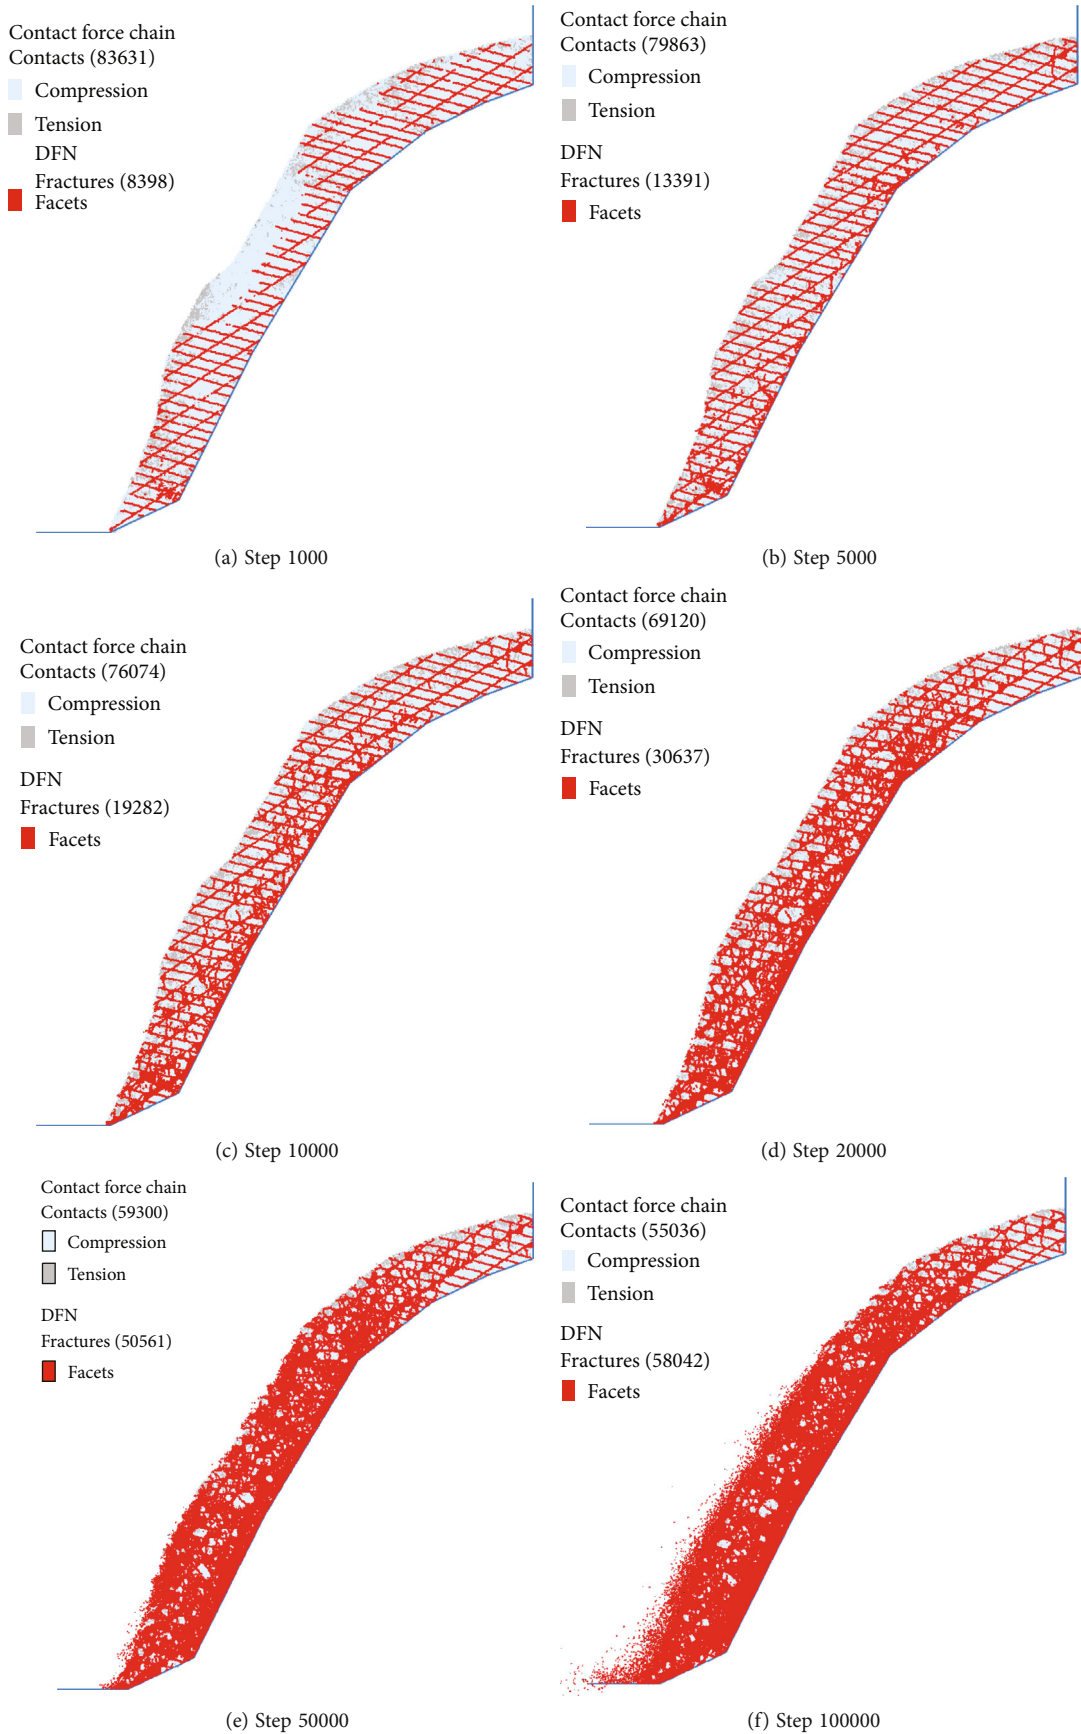 Contact force chain
Contacts (83631)
Compression
Tension
DFN
Fractures (8398)
Facets
(a) Step 1000
Contact force chain
Contacts (79863)
Compression
Tension
DFN
Fractures (13391)
Facets
(b) Step 5000
Contact force chain
Contacts (76074)
Compression
Tension
DFN
Fractures (19282)
Facets
(c) Step 10000
Contact force chain
Contacts (69120)
Compression
Tension
DFN
Fractures (30637)
Facets
(d) Step 20000
Contact force chain
Contacts (59300)
Compression
Tension
DFN
Fractures (50561)
Facets
(e) Step 50000
Contact force chain
Contacts (55036)
Compression
Tension
DFN
Fractures (58042)
Facets
(f) Step 100000